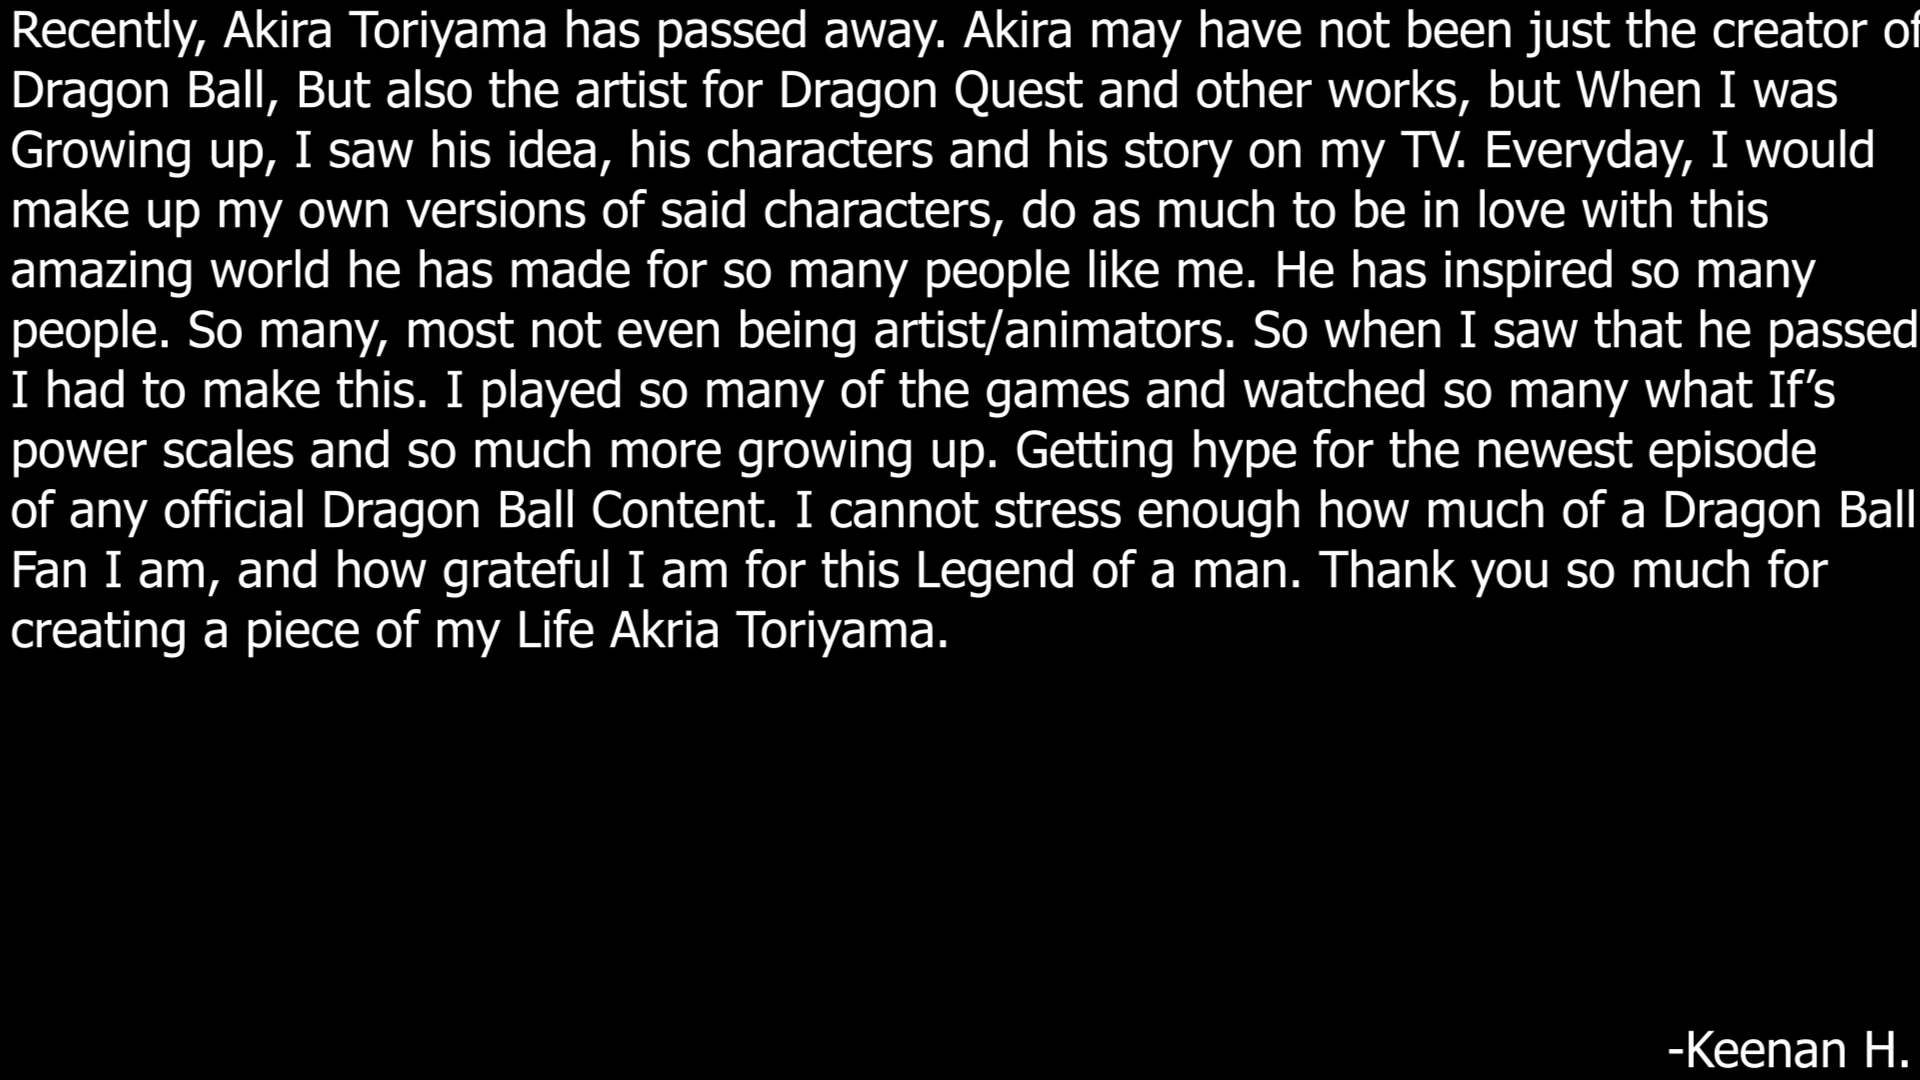 Recently, Akira Toriyama has passed away. Akira may have not been just the creator of
Dragon Ball, But also the artist for Dragon Quest and other works, but When I was
Growing up, I saw his idea, his characters and his story on my TV. Everyday, I would
make up my own versions of said characters, do as much to be in love with this
amazing world he has made for so many people like me. He has inspired so many
people. So many, most not even being artist/animators. So when I saw that he passed
I had to make this. I played so many of the games and watched so many what If’s
power scales and so much more growing up. Getting hype for the newest episode
of any official Dragon Ball Content. I cannot stress enough how much of a Dragon Ball
Fan I am, and how grateful I am for this Legend of a man. Thank you so much for
creating a piece of my Life Akria Toriyama.
-Keenan H.